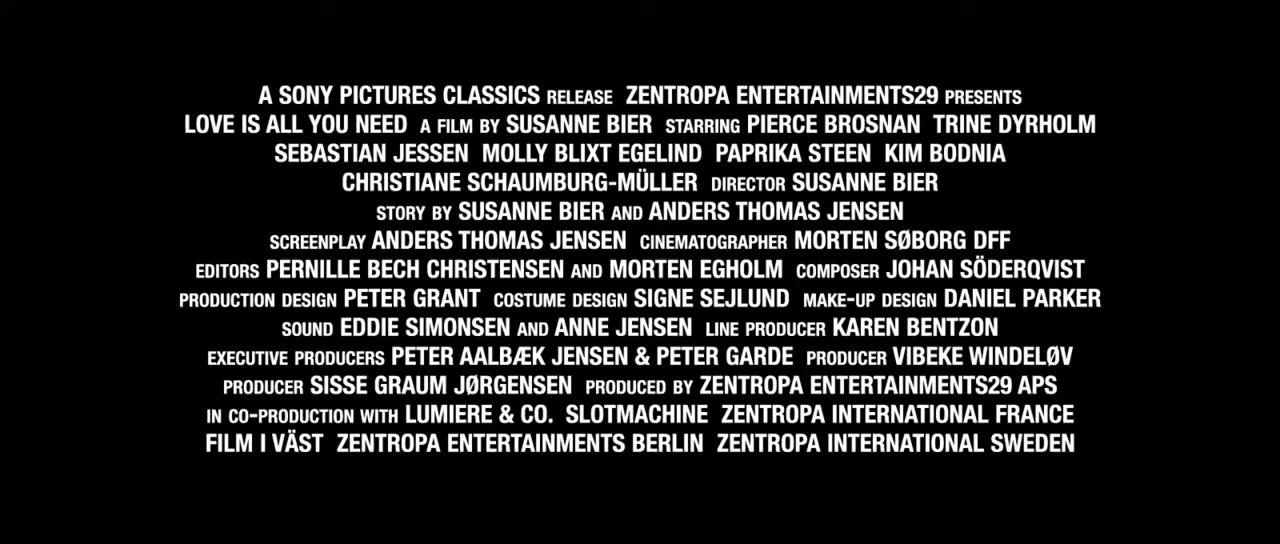 A SONY PICTURES CLASSICS RELEASE ZENTROPA ENTERTAINMENTS29 PRESENTS
LOVE IS ALL YOU NEED A FILM BY SUSANNE BIER STARRING PIERCE BROSNAN TRINE DYRHOLM
SEBASTIAN JESSEN MOLLY BLIXT EGELIND PAPRIKA STEEN KIM BODNIA
CHRISTIANE SCHAUMBURG-MÜLLER DIRECTOR SUSANNE BIER
STORY BY SUSANNE BIER AND ANDERS THOMAS JENSEN
SCREENPLAY ANDERS THOMAS JENSEN CINEMATOGRAPHER MORTEN SØBORG DFF
EDITORS PERNILLE BECH CHRISTENSEN AND MORTEN EGHOLM COMPOSER JOHAN SÖDERQVIST
PRODUCTION DESIGN PETER GRANT COSTUME DESIGN SIGNE SEJLUND MAKE-UP DESIGN DANIEL PARKER
SOUND EDDIE SIMONSEN AND ANNE JENSEN LINE PRODUCER KAREN BENTZON
EXECUTIVE PRODUCERS PETER AALBÆK JENSEN & PETER GARDE PRODUCER VIBEKE WINDELØV
PRODUCER SISSE GRAUM JØRGENSEN PRODUCED BY ZENTROPA ENTERTAINMENTS29 APS
IN CO-PRODUCTION WITH LUMIERE & CO. SLOTMACHINE ZENTROPA INTERNATIONAL FRANCE
FILM I VÄST ZENTROPA ENTERTAINMENTS BERLIN ZENTROPA INTERNATIONAL SWEDEN